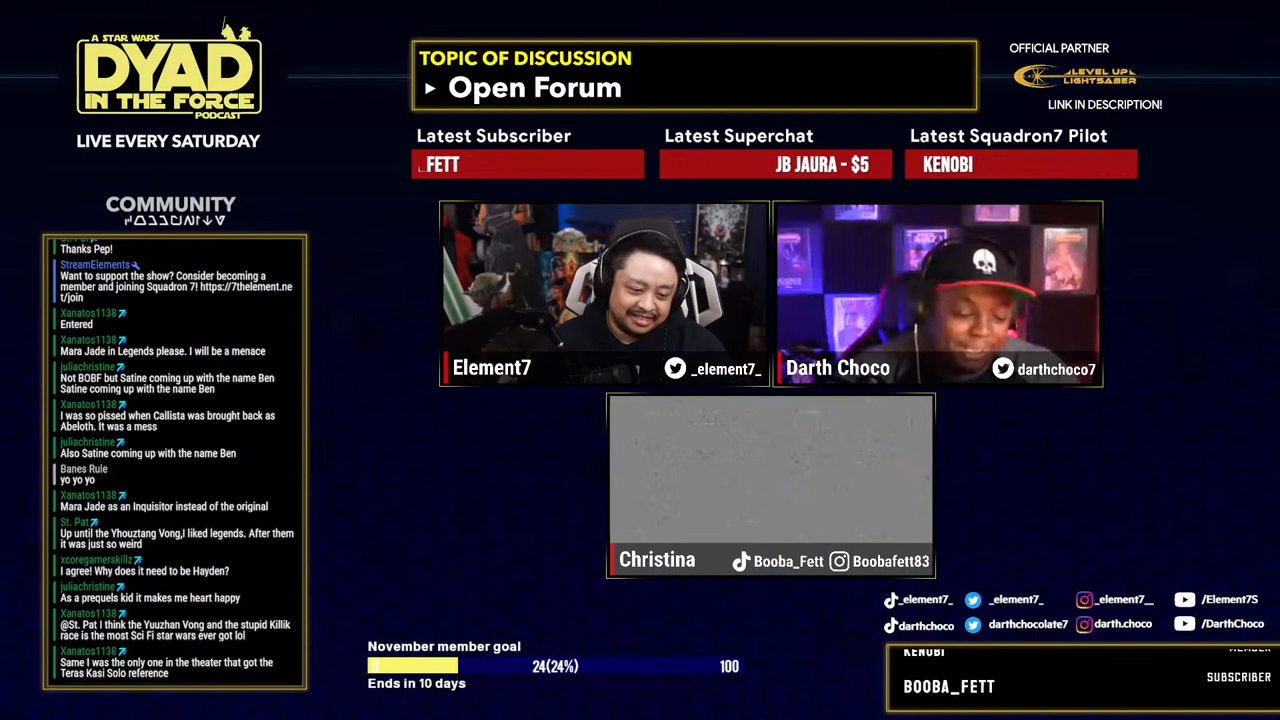 A STAR WARS
DYAD
IN THE FORCE
PODCAST
LIVE EVERY SATURDAY
TOPIC OF DISCUSSION
▸ Open Forum
OFFICIAL PARTNER
LEVEL UP
LIGHTSABER
LINK IN DESCRIPTION!
Latest Subscriber
FETT
Latest Superchat
JB JAURA - $5
Latest Squadron7 Pilot
KENOBI
COMMUNITY
Thanks Pep!
StreamElements
Want to support the show? Consider becoming a
member and joining Squadron 7! https://7thelement.ne
t/join
Xanatos1138
Entered
Xanatos1138
Mara Jade in Legends please. I will be a menace
juliachristine
Not BOBF but Satine coming up with the name Ben
Satine coming up with the name Ben
Xanatos1138
I was so pissed when Callista was brought back as
Abeloth. It was a mess
juliachristine
Also Satine coming up with the name Ben
Banes Rule
yo yo yo
Xanatos1138
Mara Jade as an Inquisitor instead of the original
St. Pat
Up until the Yhouztang Vong,I liked legends. After them
it was just so weird
xcoregamerskillz
I agree! Why does it need to be Hayden?
juliachristine
As a prequels kid it makes me heart happy
Xanatos1138
@St. Pat I think the Yuuzhan Vong and the stupid Killik
race is the most Sci Fi star wars ever got lol
Xanatos1138
Same I was the only one in the theater that got the
Teras Kasi Solo reference
Element7
_element7_
Darth Choco
darthchoco7
Christina
Booba_Fett
Boobafett83
November member goal
0
24(24%)
100
Ends in 10 days
_element7_
_element7_
_element7__
/Element7S
darthchoco
darthchocolate7
darth.choco
/DarthChoco
KENOBI
MEMBER
BOOBA_FETT
SUBSCRIBER